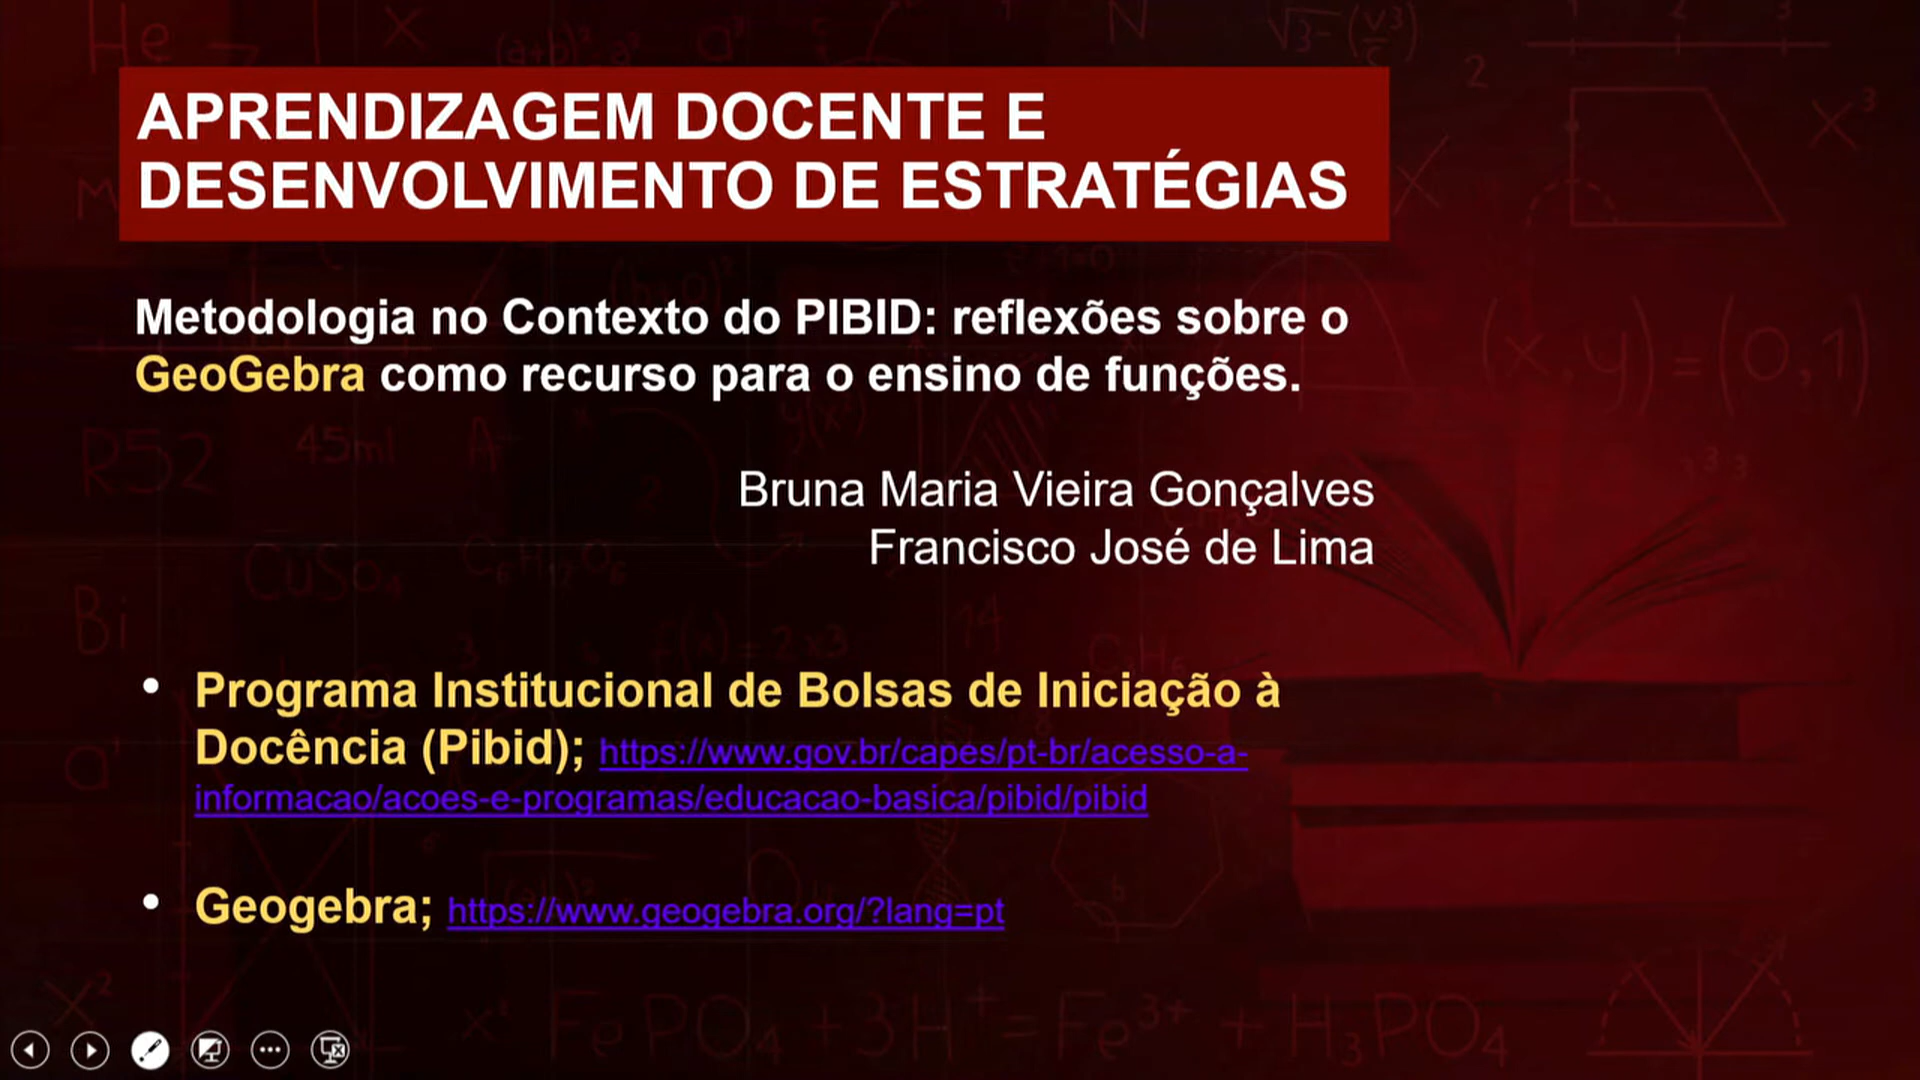 APRENDIZAGEM DOCENTE E
DESENVOLVIMENTO DE ESTRATÉGIAS
Metodologia no Contexto do PIBID: reflexões sobre o
GeoGebra como recurso para o ensino de funções.
Bruna Maria Vieira Gonçalves
Francisco José de Lima
• Programa Institucional de Bolsas de Iniciação à
Docência (Pibid); https://www.gov.br/capes/pt-br/acesso-a-
informacao/acoes-e-programas/educacao-basica/pibid/pibid
• Geogebra; https://www.geogebra.org/?lang=pt